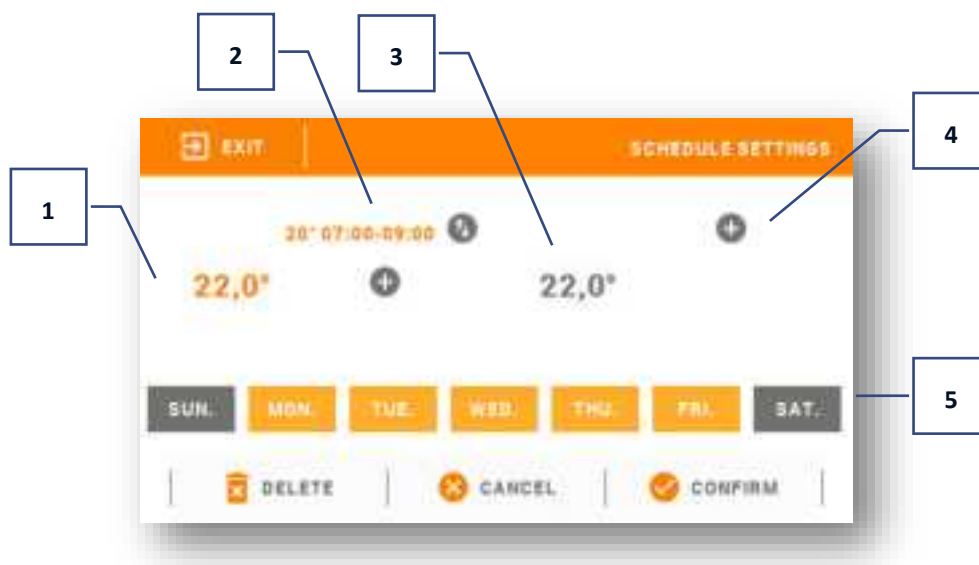 2
3
4
EXIT
SCHEDULE SETTINGS
1
20° 07:00-09:00
22,0°
22,0°
SUN. MON. TUE. WED. THU. FRI. SAT.
5
DELETE CANCEL CONFIRM